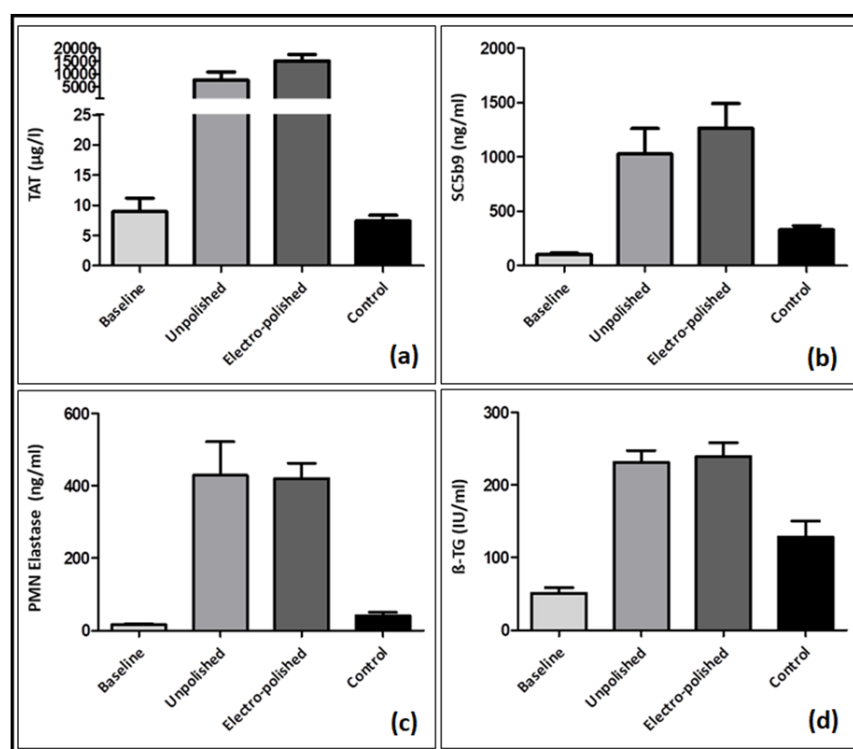 20000
15000
10000
5000
25
20
15
10
5
0
TAT (µg/l)
Baseline
Unpolished
Electro-polished
Control
(a)
2000
1500
1000
500
0
SC5b9 (ng/ml)
Baseline
Unpolished
Electro-polished
Control
(b)
600
400
200
0
PMN Elastase (ng/ml)
Baseline
Unpolished
Electro-polished
Control
(c)
300
200
100
0
ß-TG (IU/ml)
Baseline
Unpolished
Electro-polished
Control
(d)